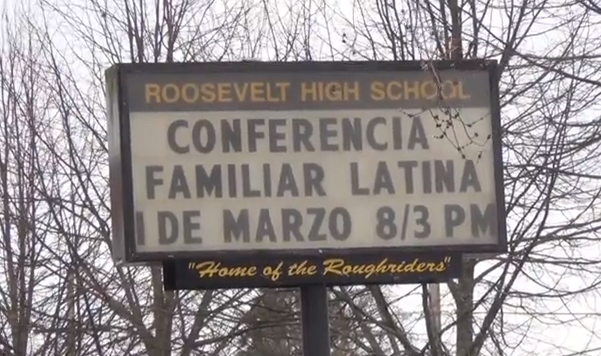 ROOSEVELT HIGH SCHOOL
CONFERENCIA
FAMILIAR LATINA
1 DE MARZO 8/3 PM
"Home of the Roughriders"